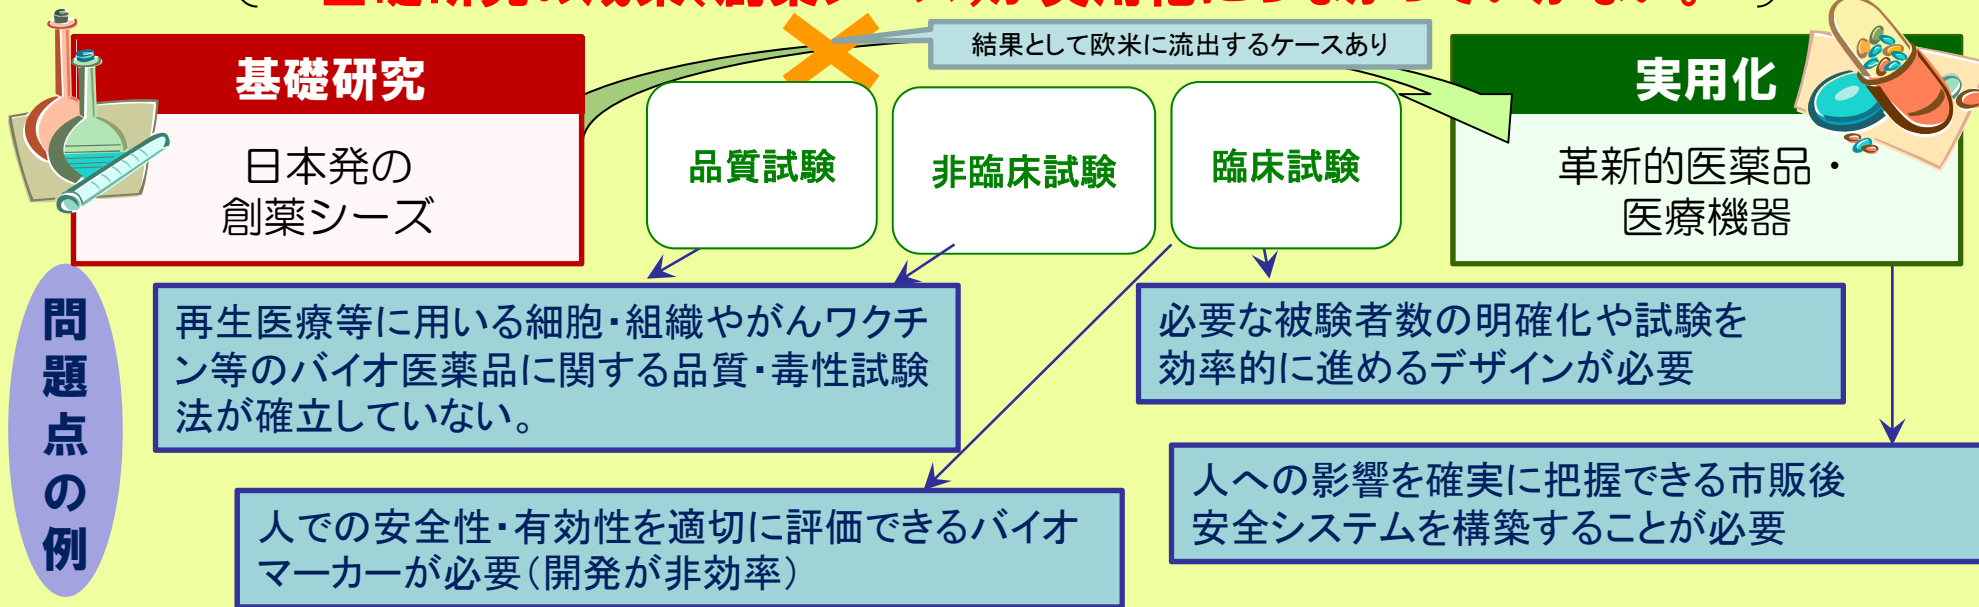 結果として欧米に流出するケースあり
基礎研究
日本発の
創薬シーズ
品質試験
非臨床試験
臨床試験
実用化
革新的医薬品・
医療機器
問題点の例
再生医療等に用いる細胞・組織やがんワクチ
ン等のバイオ医薬品に関する品質・毒性試験
法が確立していない。
必要な被験者数の明確化や試験を
効率的に進めるデザインが必要
人での安全性・有効性を適切に評価できるバイオ
マーカーが必要(開発が非効率)
人への影響を確実に把握できる市販後
安全システムを構築することが必要